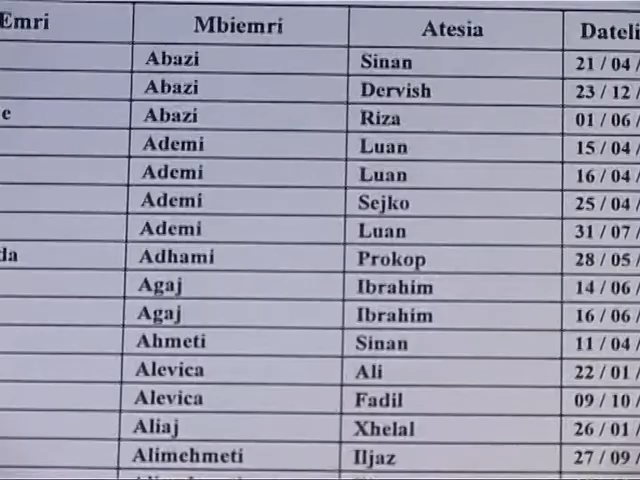 Emri Mbiemri Atesia Dateli
Abazi Sinan 21 / 04 /
Abazi Dervish 23 / 12 /
e Abazi Riza 01 / 06 /
Ademi Luan 15 / 04 /
Ademi Luan 16 / 04 /
Ademi Sejko 25 / 04 /
Ademi Luan 31 / 07 /
da Adhami Prokop 28 / 05 /
Agaj Ibrahim 14 / 06 /
Agaj Ibrahim 16 / 06 /
Ahmeti Sinan 11 / 04 /
Alevica Ali 22 / 01 /
Alevica Fadil 09 / 10 /
Aliaj Xhelal 26 / 01 /
Alimehmeti Iljaz 27 / 09 /